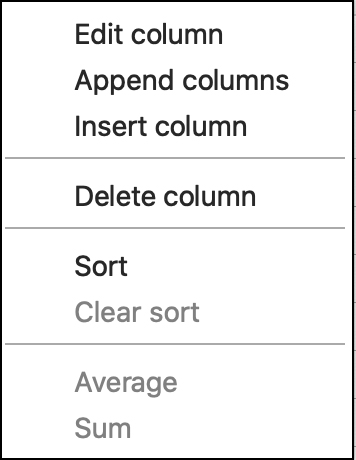 Edit column
Append columns
Insert column
Delete column
Sort
Clear sort
Average
Sum